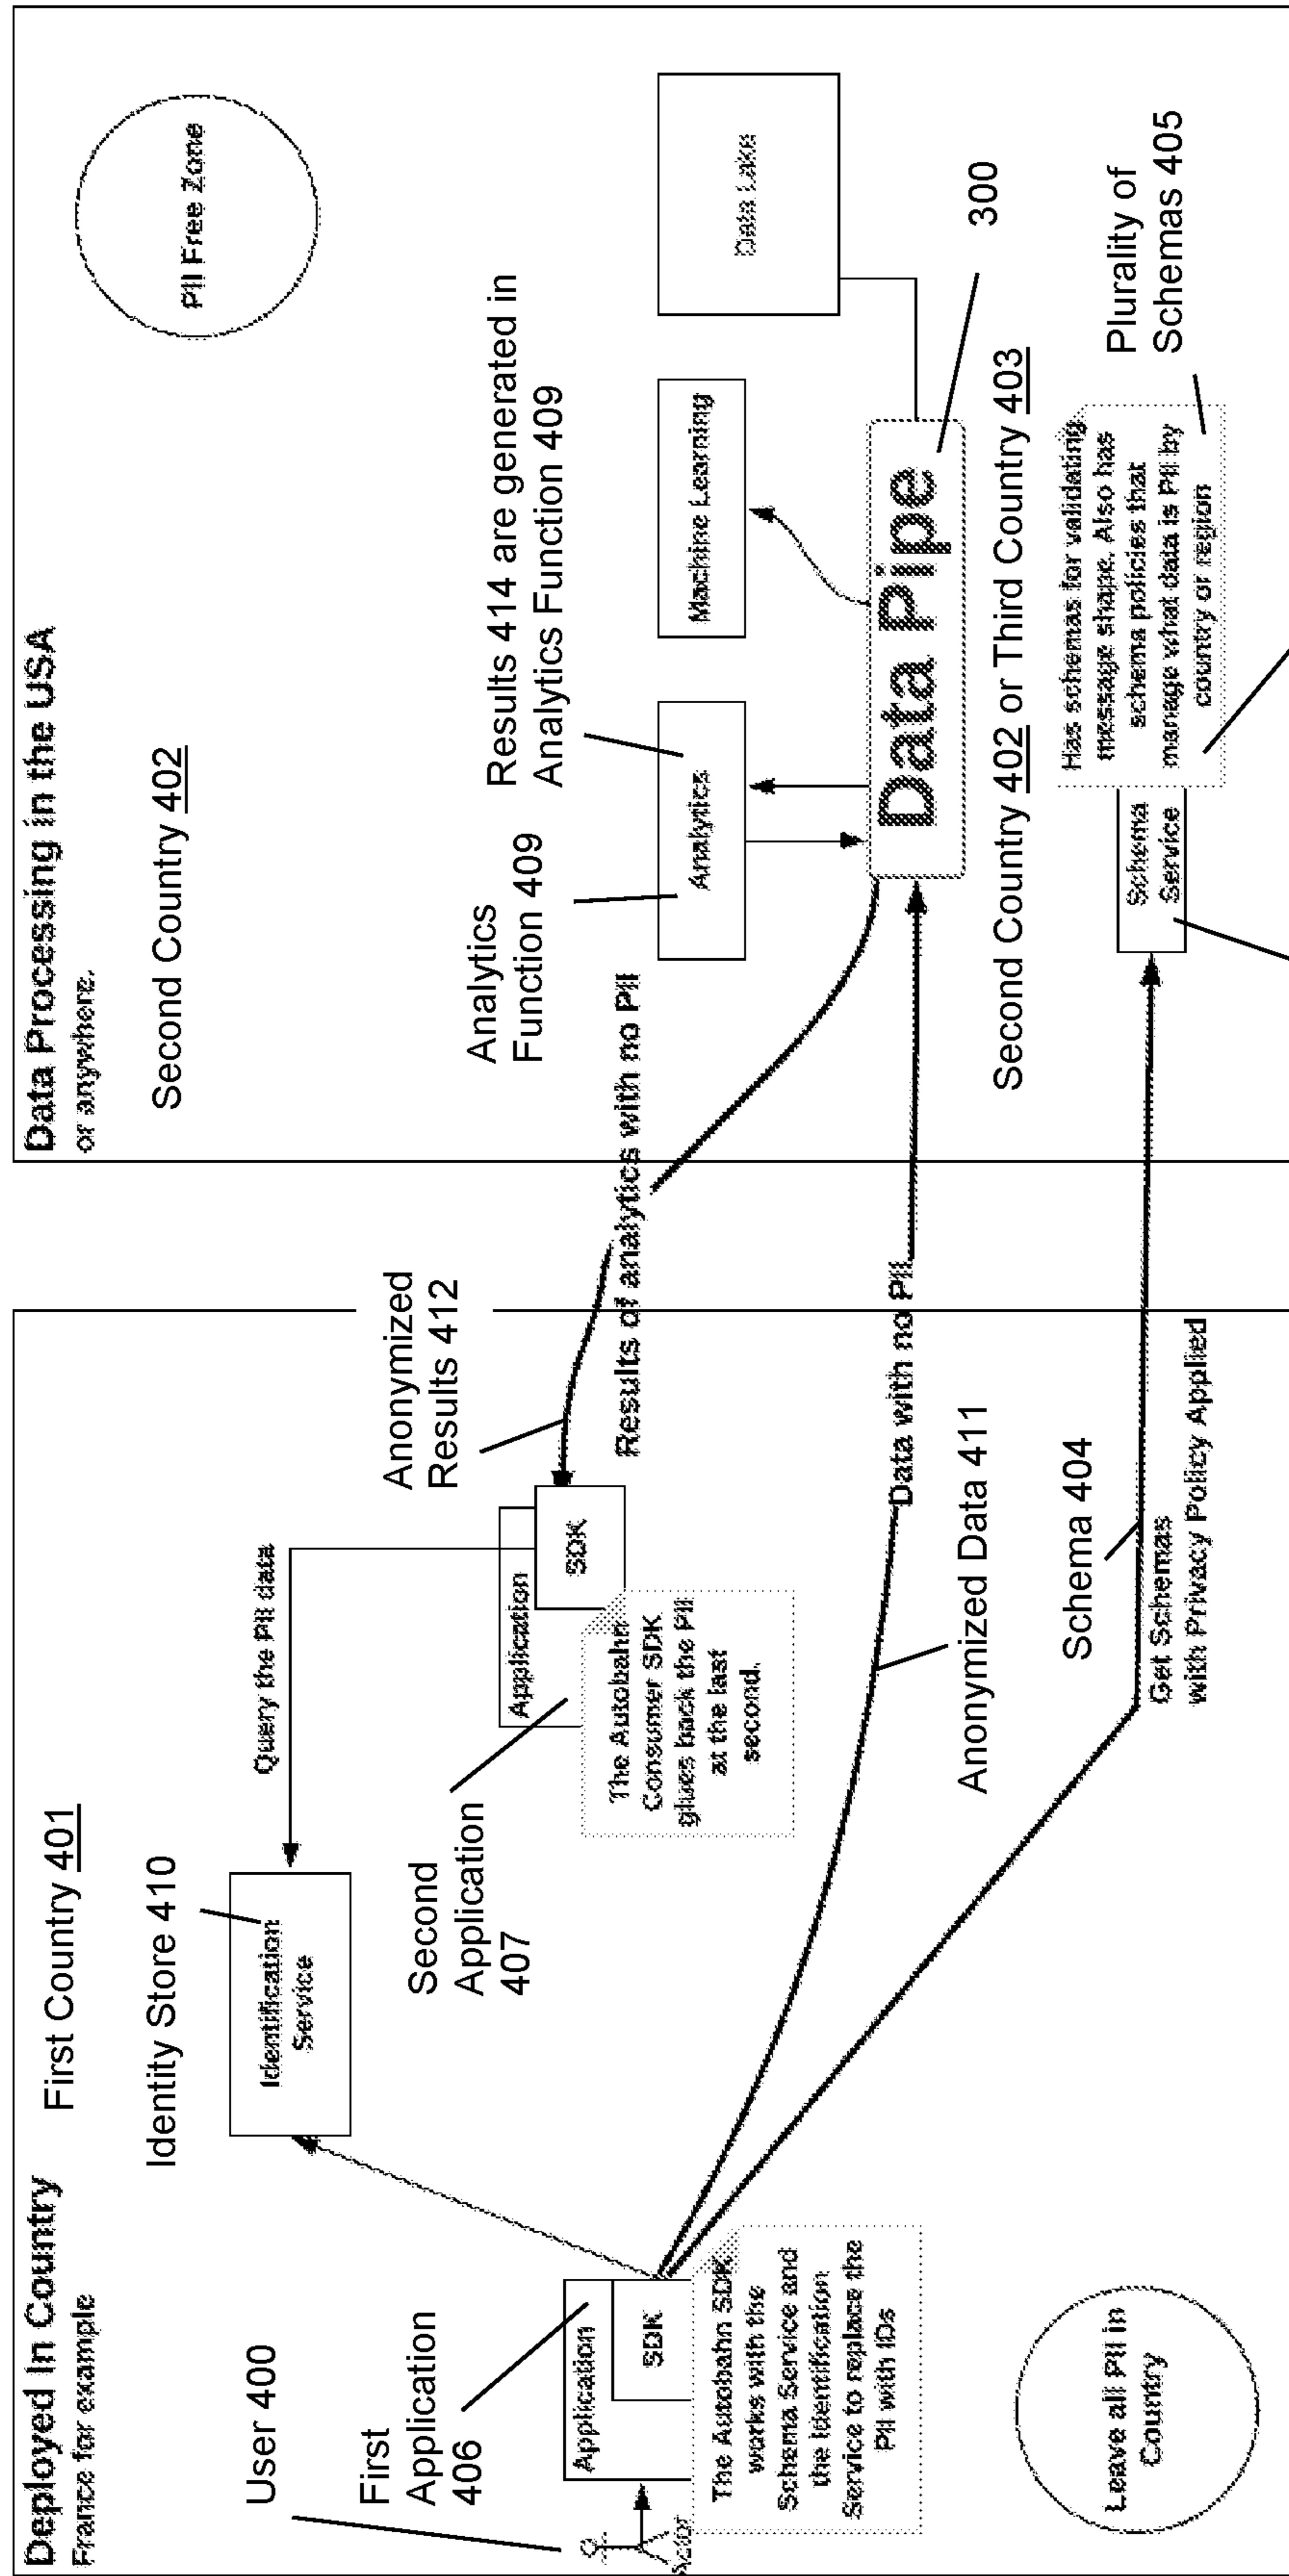 Deployed In Country
France for example
First Country 401
Identity Store 410
Identification
Service
Query the PII data
User 400
First
Application
406
Actor
Application
SDK
The Autobahn SDK
works with the
Schema Service and
the Identification
Service to replace the
PII with IDs
Leave all PII in
Country
Second
Application
407
Application
SDK
The Autobahn
Consumer SDK
glues back the PII
at the last
second.
Anonymized
Results 412
Results of analytics with no PII
Data with no PII
Anonymized Data 411
Schema 404
Get Schemas
with Privacy Policy Applied
Data Processing in the USA
or anywhere.
Second Country 402
PII Free Zone
Analytics
Function 409
Results 414 are generated in
Analytics Function 409
Analytics
Machine Learning
Data Lake
Data Pipe
300
Second Country 402 or Third Country 403
Schema
Service
Has schemas for validating
message shape. Also has
schema policies that
manage what data is PII by
country or region
Plurality of
Schemas 405